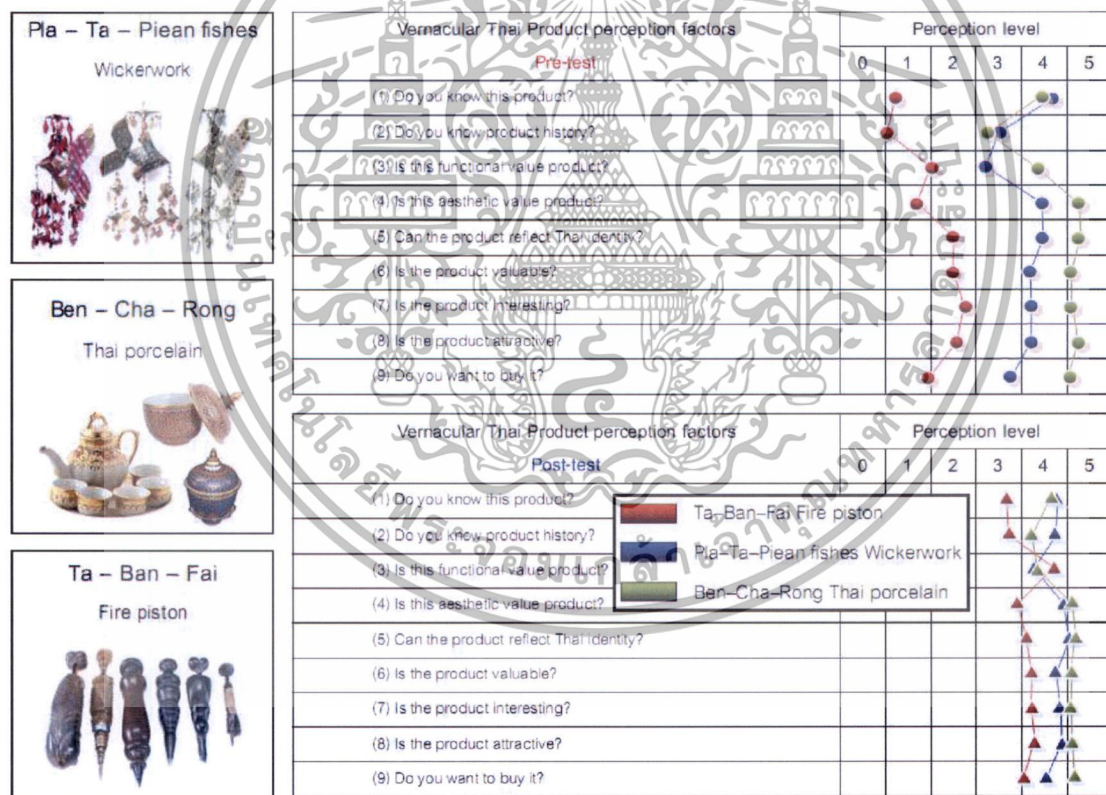 Pla – Ta – Piean fishes
Wickerwork
Ben – Cha – Rong
Thai porcelain
Ta – Ban – Fai
Fire piston
Vernacular Thai Product perception factors
Perception level
Pre-test
0 1 2 3 4 5
(1) Do you know this product?
(2) Do you know product history?
(3) Is this functional value product?
(4) Is this aesthetic value product?
(5) Can the product reflect Thai identity?
(6) Is the product valuable?
(7) Is the product interesting?
(8) Is the product attractive?
(9) Do you want to buy it?
Vernacular Thai Product perception factors
Perception level
Post-test
0 1 2 3 4 5
(1) Do you know this product?
(2) Do you know product history?
(3) Is this functional value product?
(4) Is this aesthetic value product?
(5) Can the product reflect Thai identity?
(6) Is the product valuable?
(7) Is the product interesting?
(8) Is the product attractive?
(9) Do you want to buy it?
Ta–Ban–Fai Fire piston
Pla–Ta–Piean fishes Wickerwork
Ben–Cha–Rong Thai porcelain